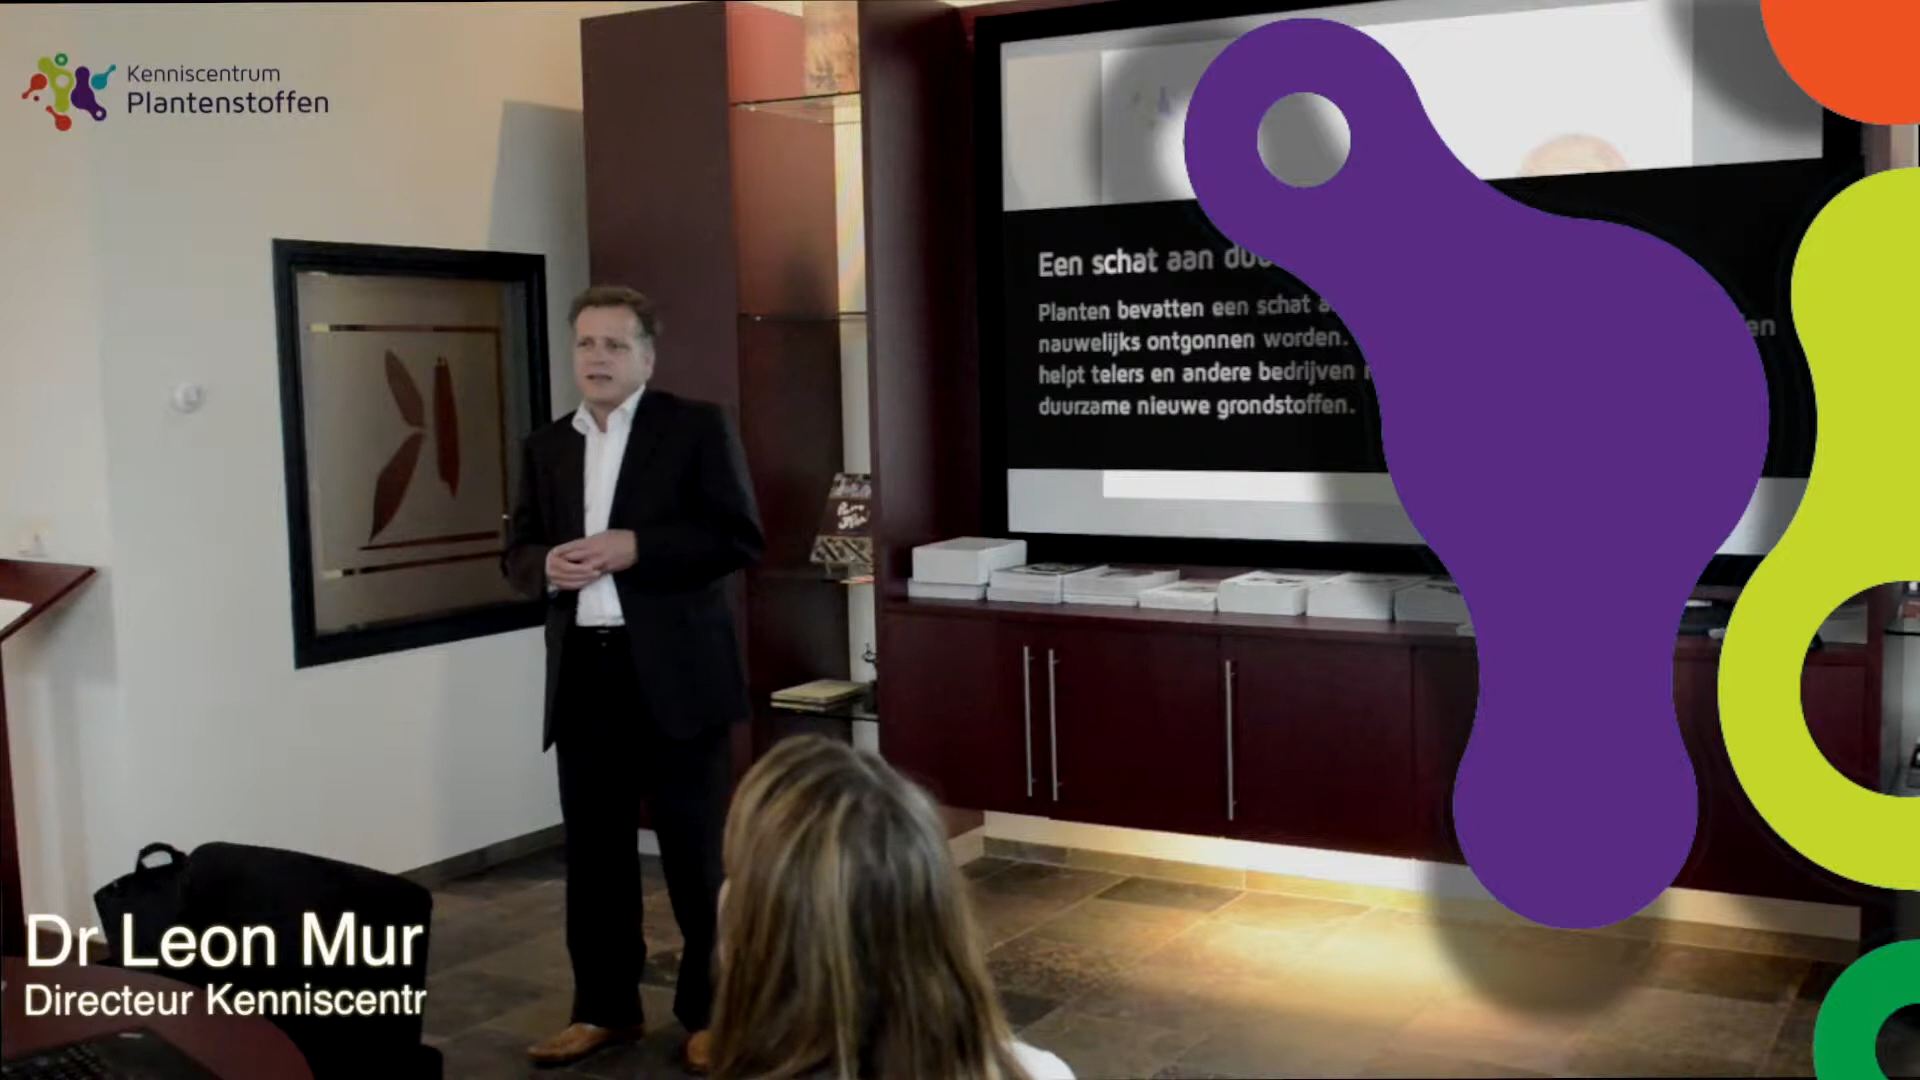 Kenniscentrum
Plantenstoffen
Een schat aan
Planten bevatten een schat
nauwelijks ontgonnen worden.
helpt telers en andere bedrijven
duurzame nieuwe grondstoffen.
Dr Leon Mur
Directeur Kenniscentr